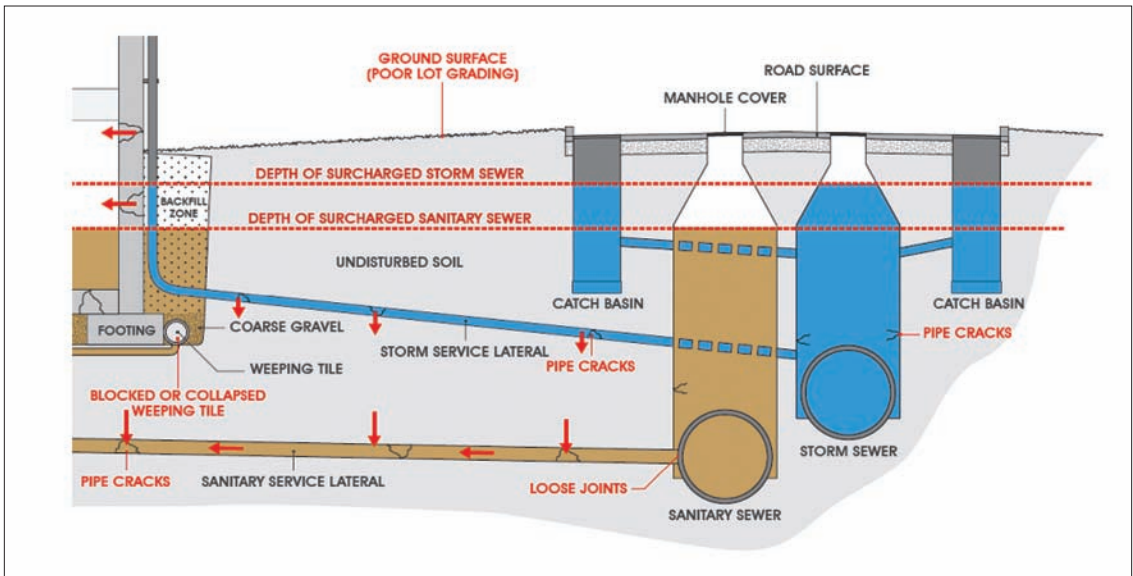 GROUND SURFACE
(POOR LOT GRADING)
ROAD SURFACE
MANHOLE COVER
DEPTH OF SURCHARGED STORM SEWER
BACKFILL
ZONE
DEPTH OF SURCHARGED SANITARY SEWER
UNDISTURBED SOIL
CATCH BASIN
CATCH BASIN
FOOTING
COARSE GRAVEL
STORM SERVICE LATERAL
PIPE CRACKS
PIPE CRACKS
WEEPING TILE
BLOCKED OR COLLAPSED
WEEPING TILE
STORM SEWER
PIPE CRACKS
SANITARY SERVICE LATERAL
LOOSE JOINTS
SANITARY SEWER